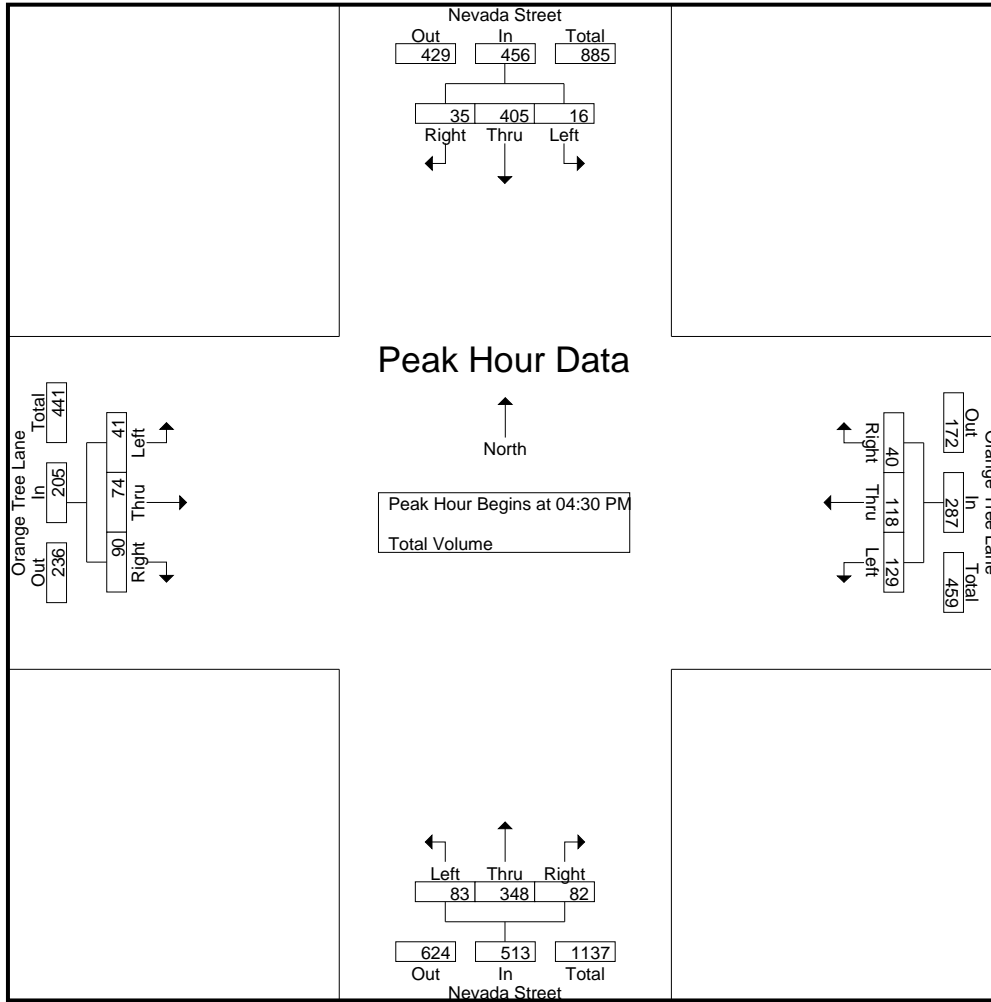 Nevada Street
Out In Total
429 456 885
35 405 16
Right Thru Left
Peak Hour Data
North
Peak Hour Begins at 04:30 PM
Total Volume
Orange Tree Lane
Out In Total
236 205 441
41 74 90
Left Thru Right
Orange Tree Lane
Out In Total
172 287 459
Right Thru Left
40 118 129
Left Thru Right
83 348 82
624 513 1137
Out In Total
Nevada Street